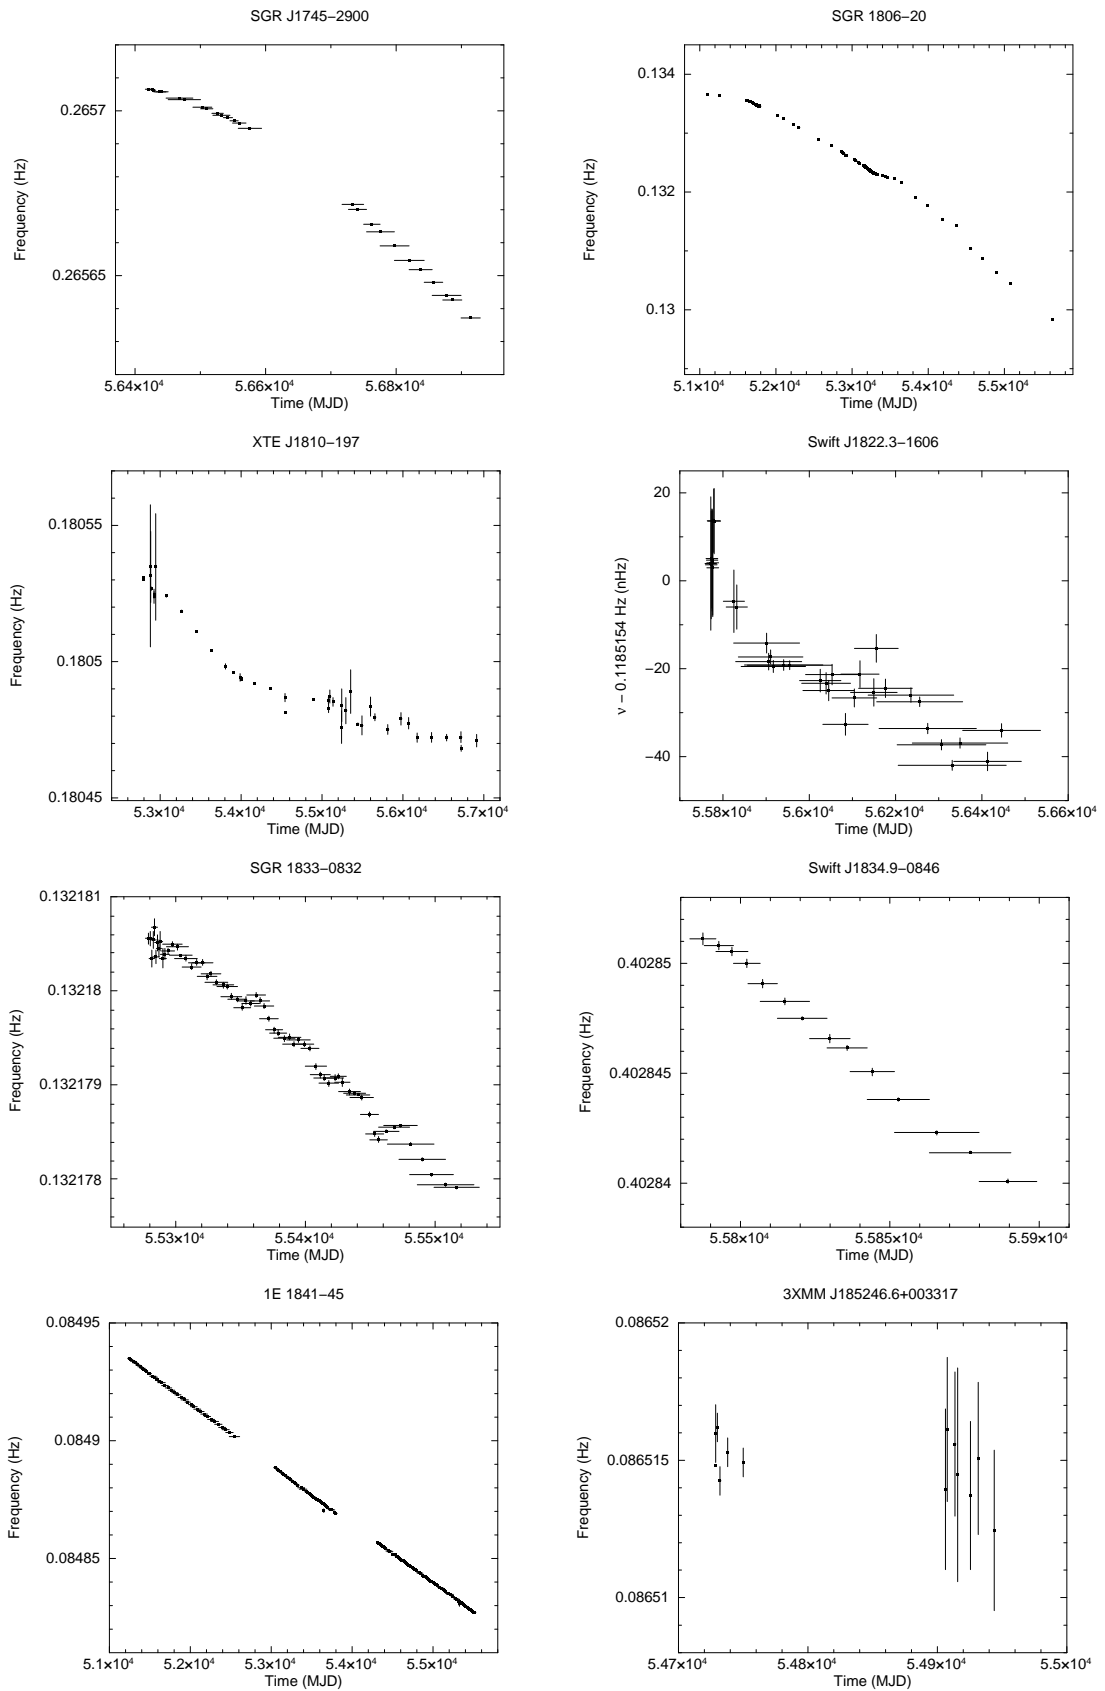 SGR J1745−2900
SGR 1806−20
0.2657
0.26565
Frequency (Hz)
5.64×10⁴ 5.66×10⁴ 5.68×10⁴
Time (MJD)
0.134
0.132
0.13
Frequency (Hz)
5.1×10⁴ 5.2×10⁴ 5.3×10⁴ 5.4×10⁴ 5.5×10⁴
Time (MJD)
XTE J1810−197
Swift J1822.3−1606
0.18055
0.1805
0.18045
Frequency (Hz)
5.3×10⁴ 5.4×10⁴ 5.5×10⁴ 5.6×10⁴ 5.7×10⁴
Time (MJD)
20
0
−20
−40
ν − 0.1185154 Hz (nHz)
5.58×10⁴ 5.6×10⁴ 5.62×10⁴ 5.64×10⁴ 5.66×10⁴
Time (MJD)
SGR 1833−0832
Swift J1834.9−0846
0.132181
0.13218
0.132179
0.132178
Frequency (Hz)
5.53×10⁴ 5.54×10⁴ 5.55×10⁴
Time (MJD)
0.40285
0.402845
0.40284
Frequency (Hz)
5.58×10⁴ 5.585×10⁴ 5.59×10⁴
Time (MJD)
1E 1841−45
3XMM J185246.6+003317
0.08495
0.0849
0.08485
Frequency (Hz)
5.1×10⁴ 5.2×10⁴ 5.3×10⁴ 5.4×10⁴ 5.5×10⁴
Time (MJD)
0.08652
0.086515
0.08651
Frequency (Hz)
5.47×10⁴ 5.48×10⁴ 5.49×10⁴ 5.5×10⁴
Time (MJD)